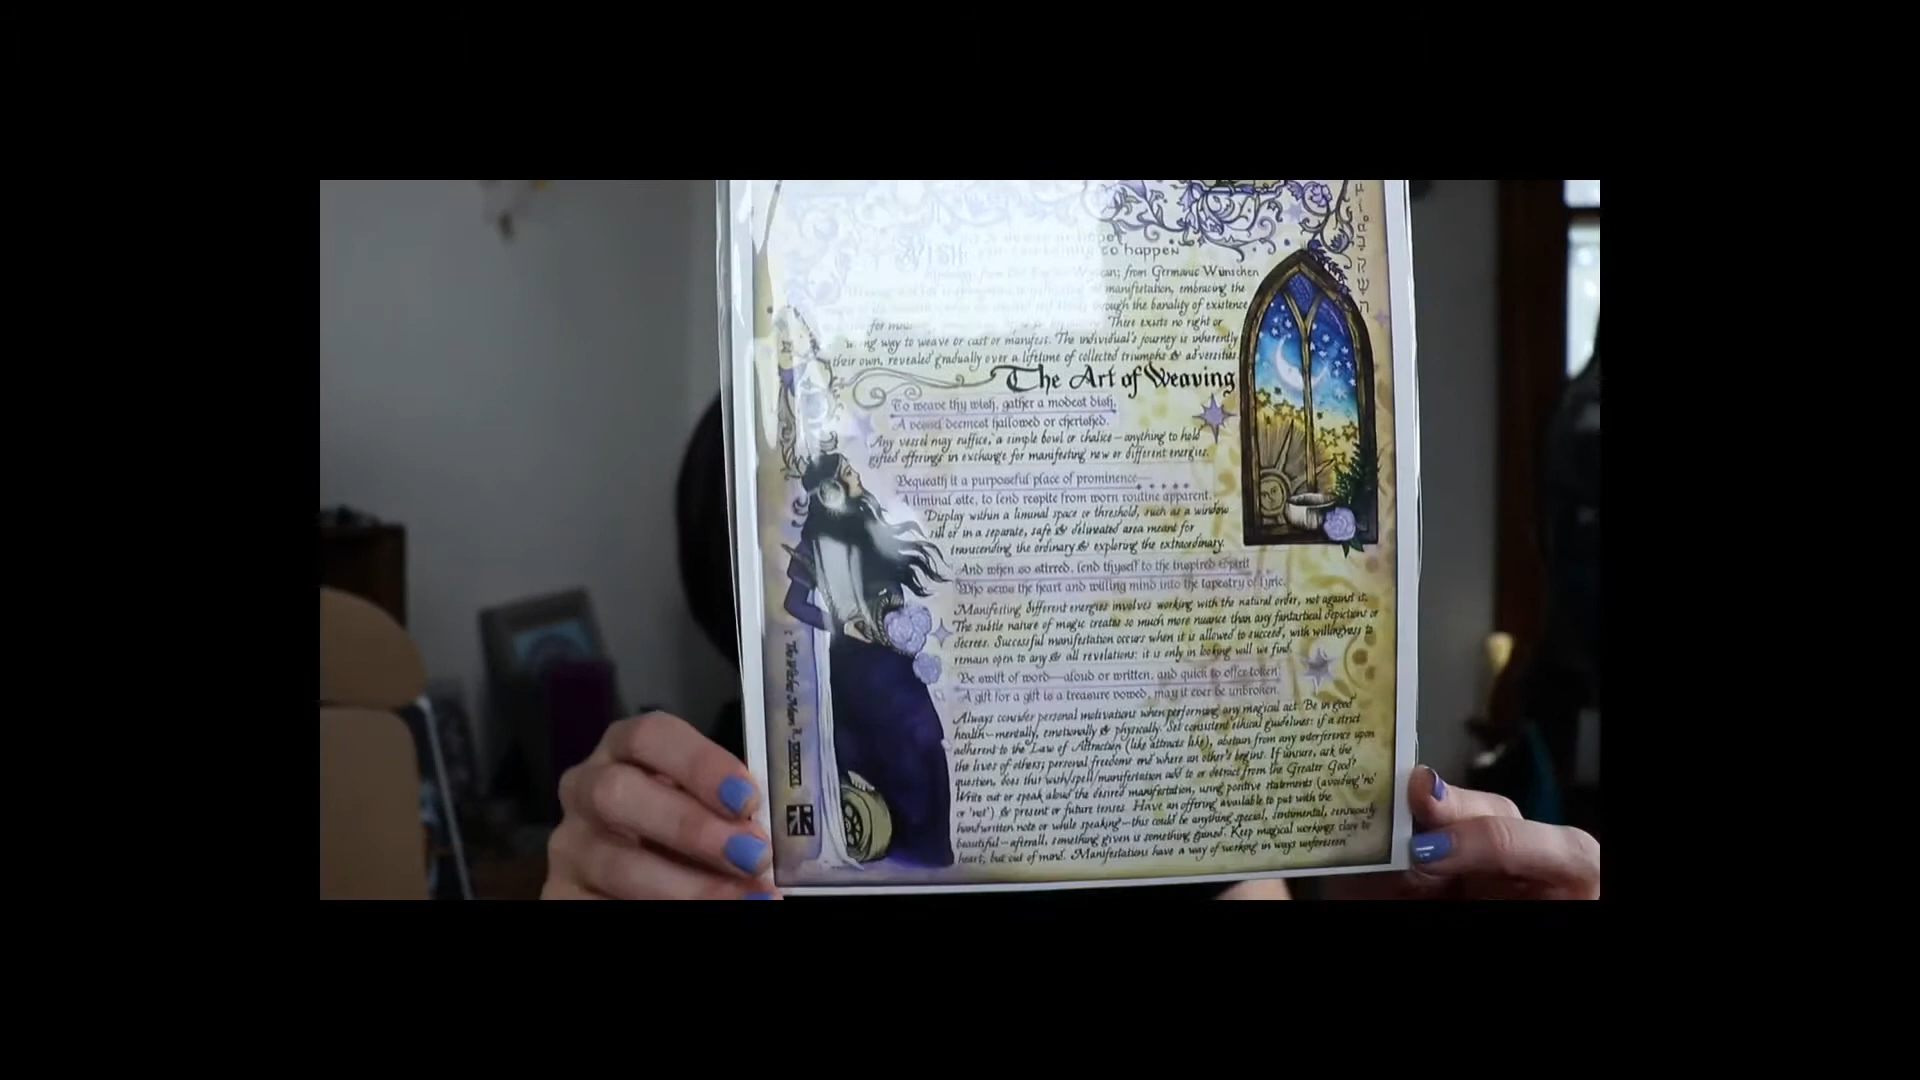 Wish
to happen
Wyscan; from Germanic Wünschen
manifestation, embracing the
through the banality of existence
There exists no right or
way to weave or cast or manifest. The individual's journey is inherently
their own, revealed gradually over a lifetime of collected triumphs & adversities
The Art of Weaving
To weave thy wish, gather a modest dish,
A vessel deemest hallowed or cherished.
Any vessel may suffice, a simple bowl or chalice—anything to hold
gifted offerings in exchange for manifesting new or different energies.
Bequeath it a purposeful place of prominence—
A liminal site, to lend respite from worn routine apparent.
Display within a liminal space or threshold, such as a window
sill or in a separate, safe & delineated area meant for
transcending the ordinary & exploring the extraordinary.
And when so stirred, lend thyself to the inspired Spirit
Who sews the heart and willing mind into the tapestry of lyric.
Manifesting different energies involves working with the natural order, not against it.
The subtle nature of magic creates so much more nuance than any fantastical depictions or
decrees. Successful manifestation occurs when it is allowed to succeed, with willingness to
remain open to any & all revelations; it is only in looking will we find.
Be swift of word—aloud or written, and quick to offer token!
A gift for a gift is a treasure vowed, may it ever be unbroken.
Always consider personal motivations when performing any magical act. Be in good
health—mentally, emotionally & physically. Set consistent ethical guidelines: if a strict
adherent to the Law of Attraction (like attracts like), abstain from any interference upon
the lives of others; personal freedoms end where an other's begins. If unsure, ask the
question, does this wish/spell/manifestation add to or detract from the Greater Good?
Write out or speak aloud the desired manifestation, using positive statements (avoiding 'no'
or 'not') & present or future tenses. Have an offering available to put with the
handwritten note or while speaking—this could be anything special, sentimental, sensuously
beautiful—afterall, something given is something gained. Keep magical workings close to
heart, but out of mind. Manifestations have a way of working in ways unforeseen